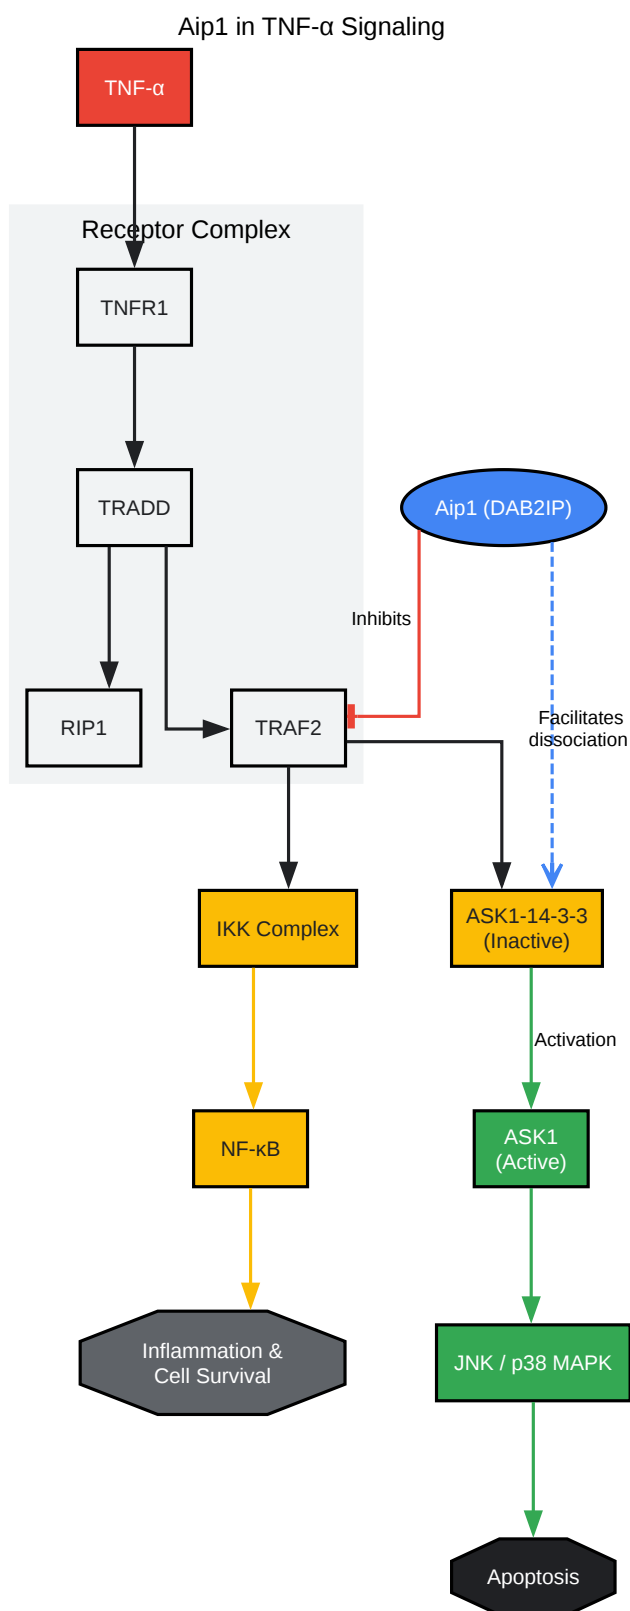 Aip1 in TNF-α Signaling
TNF-α
Receptor Complex
TNFR1
TRADD
Aip1 (DAB2IP)
Inhibits
RIP1
TRAF2
Facilitates
dissociation
IKK Complex
ASK1-14-3-3
(Inactive)
Activation
NF-κB
ASK1
(Active)
Inflammation &
Cell Survival
JNK / p38 MAPK
Apoptosis